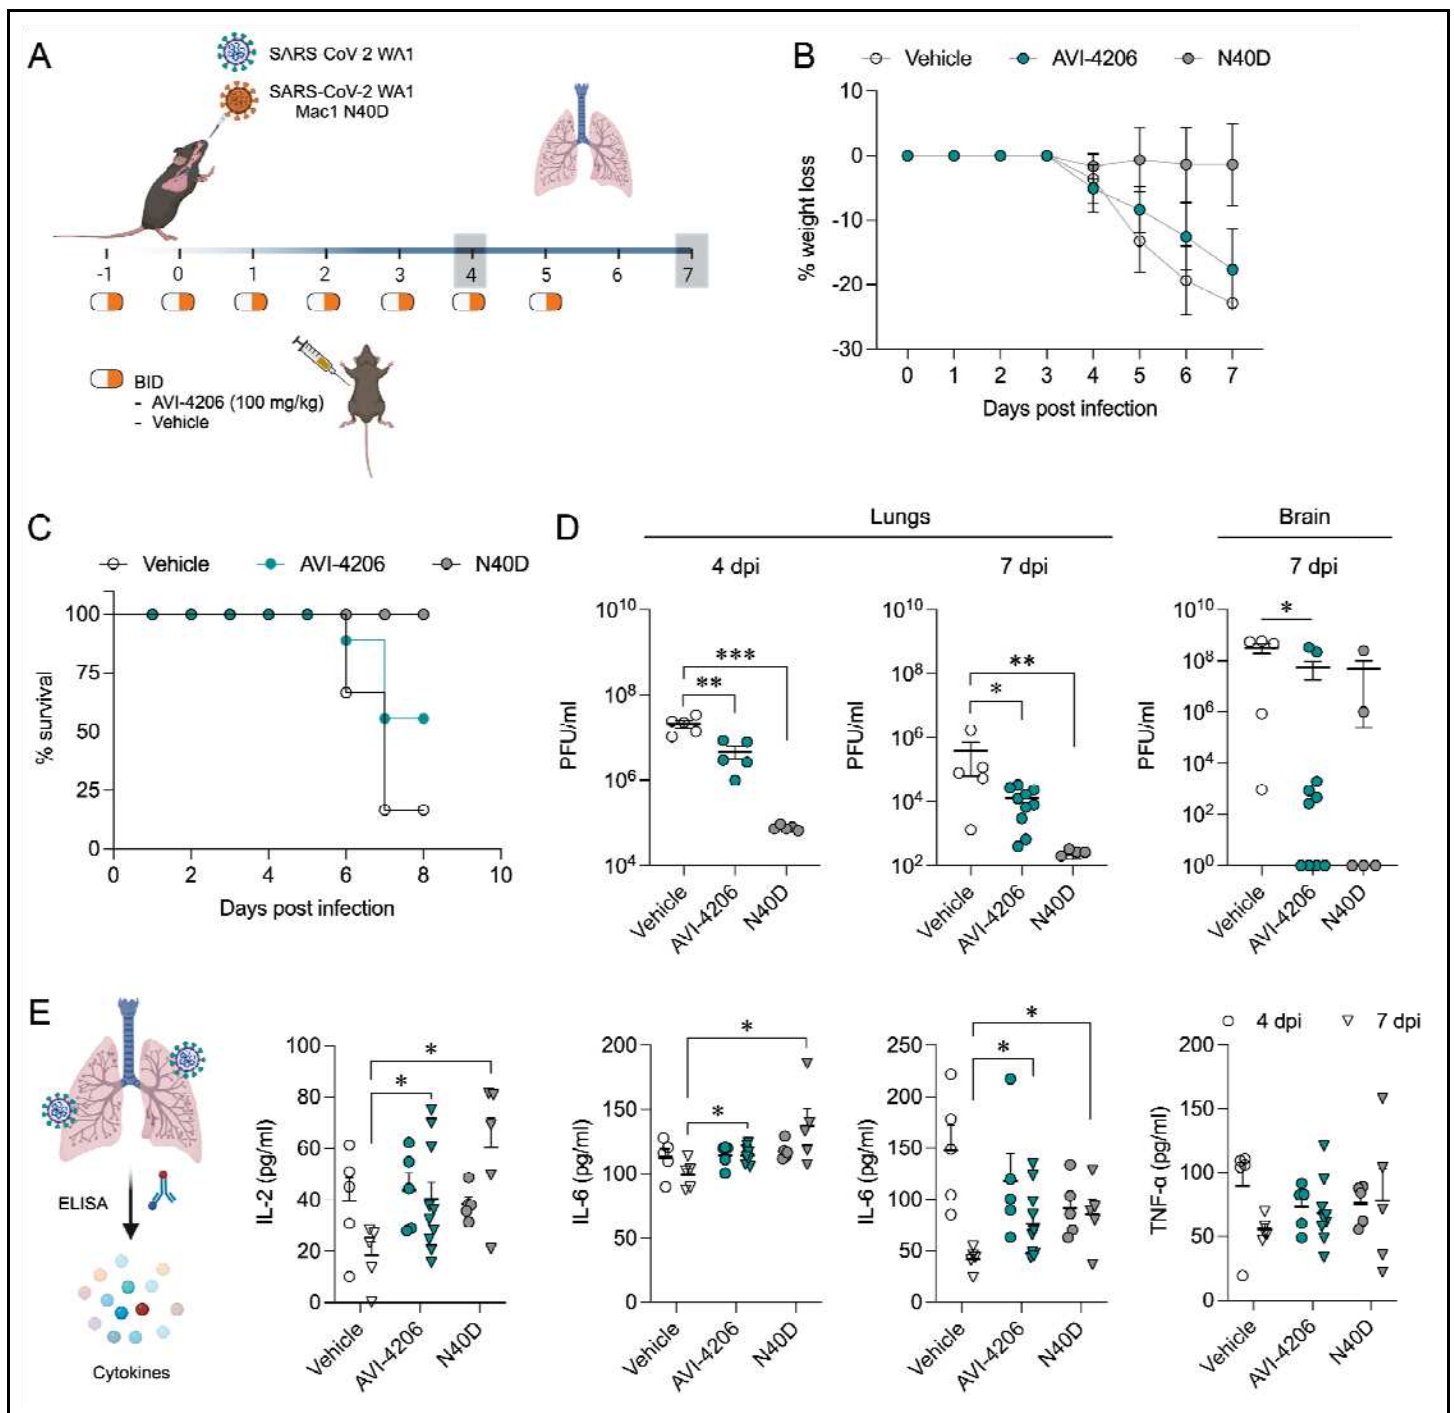 A
SARS-CoV-2 WA1
SARS-CoV-2 WA1
Mac1 N40D
-1 0 1 2 3 4 5 6 7
BID
- AVI-4206 (100 mg/kg)
- Vehicle
B
Vehicle AVI-4206 N40D
10
0
-10
-20
-30
% weight loss
0 1 2 3 4 5 6 7
Days post infection
C
Vehicle AVI-4206 N40D
100
75
50
25
0
% survival
0 2 4 6 8 10
Days post infection
D
Lungs
Brain
4 dpi
7 dpi
7 dpi
10^10
10^8
10^6
10^4
PFU/ml
***
**
Vehicle AVI-4206 N40D
10^10
10^8
10^6
10^4
10^2
PFU/ml
**
*
Vehicle AVI-4206 N40D
10^10
10^8
10^6
10^4
10^2
10^0
PFU/ml
*
Vehicle AVI-4206 N40D
E
ELISA
Cytokines
100
80
60
40
20
0
IL-2 (pg/ml)
*
*
Vehicle AVI-4206 N40D
200
150
100
50
0
IL-6 (pg/ml)
*
*
Vehicle AVI-4206 N40D
250
200
150
100
50
0
IL-6 (pg/ml)
*
*
Vehicle AVI-4206 N40D
4 dpi 7 dpi
200
150
100
50
0
TNF-α (pg/ml)
Vehicle AVI-4206 N40D